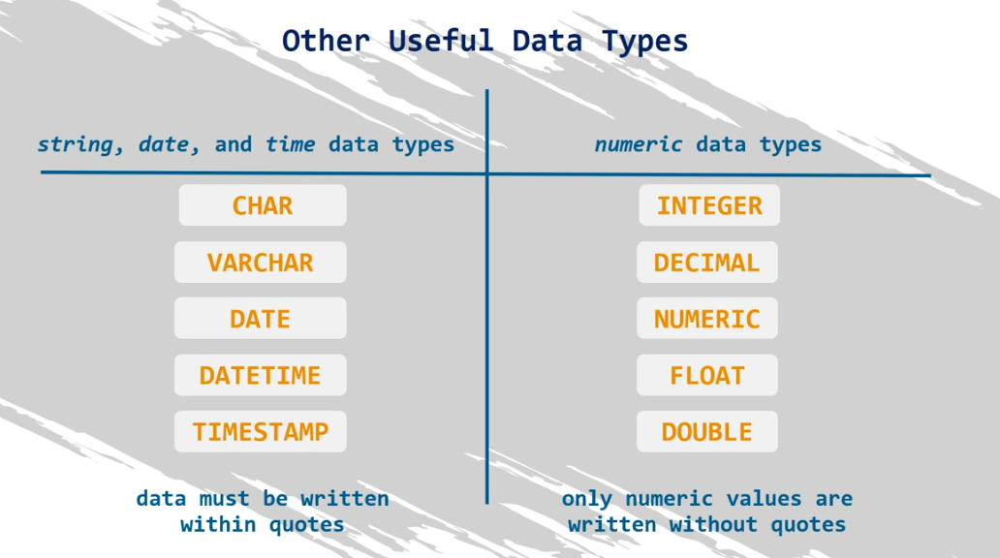 Other Useful Data Types
string, date, and time data types
CHAR
VARCHAR
DATE
DATETIME
TIMESTAMP
data must be written
within quotes
numeric data types
INTEGER
DECIMAL
NUMERIC
FLOAT
DOUBLE
only numeric values are
written without quotes